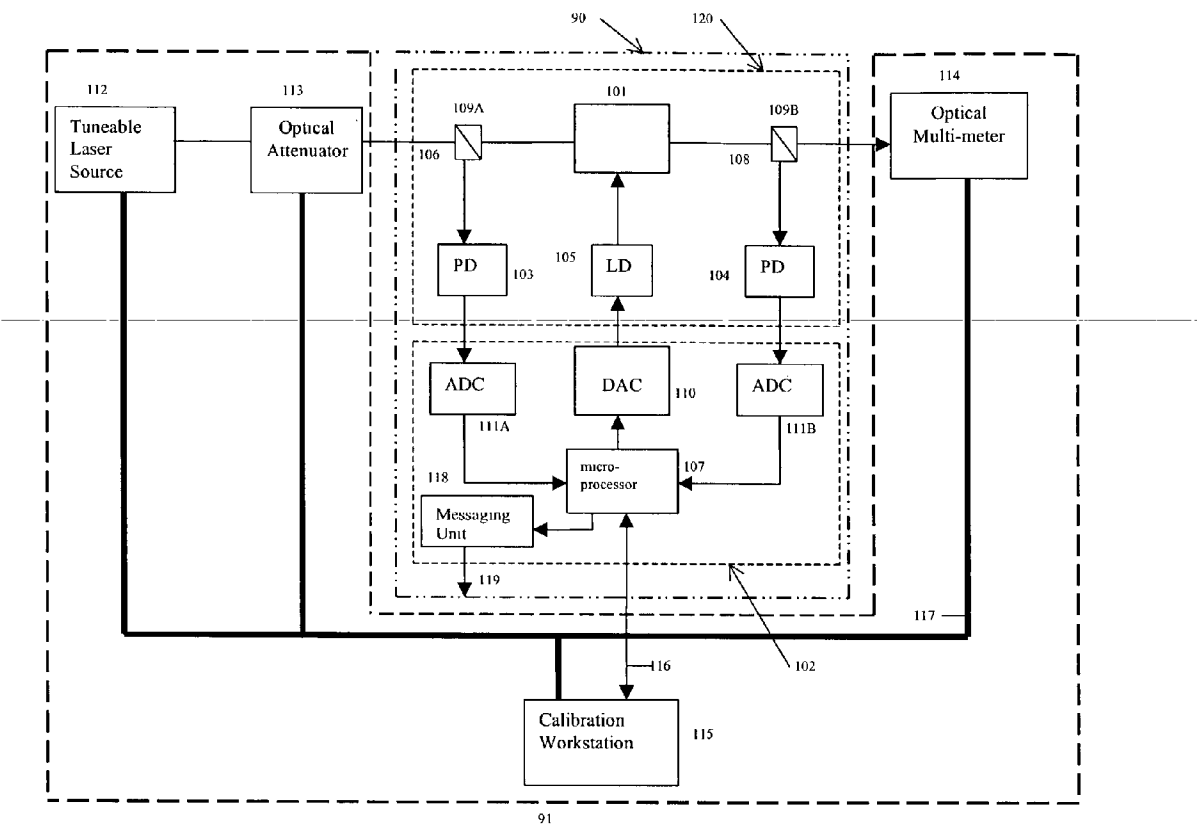 90
120
112
113
101
114
109A
109B
Tuneable
Laser
Source
Optical
Attenuator
Optical
Multi-meter
106
108
PD
103
105
LD
104
PD
ADC
DAC
110
ADC
111A
111B
118
micro-
processor
107
Messaging
Unit
119
117
116
102
Calibration
Workstation
115
91